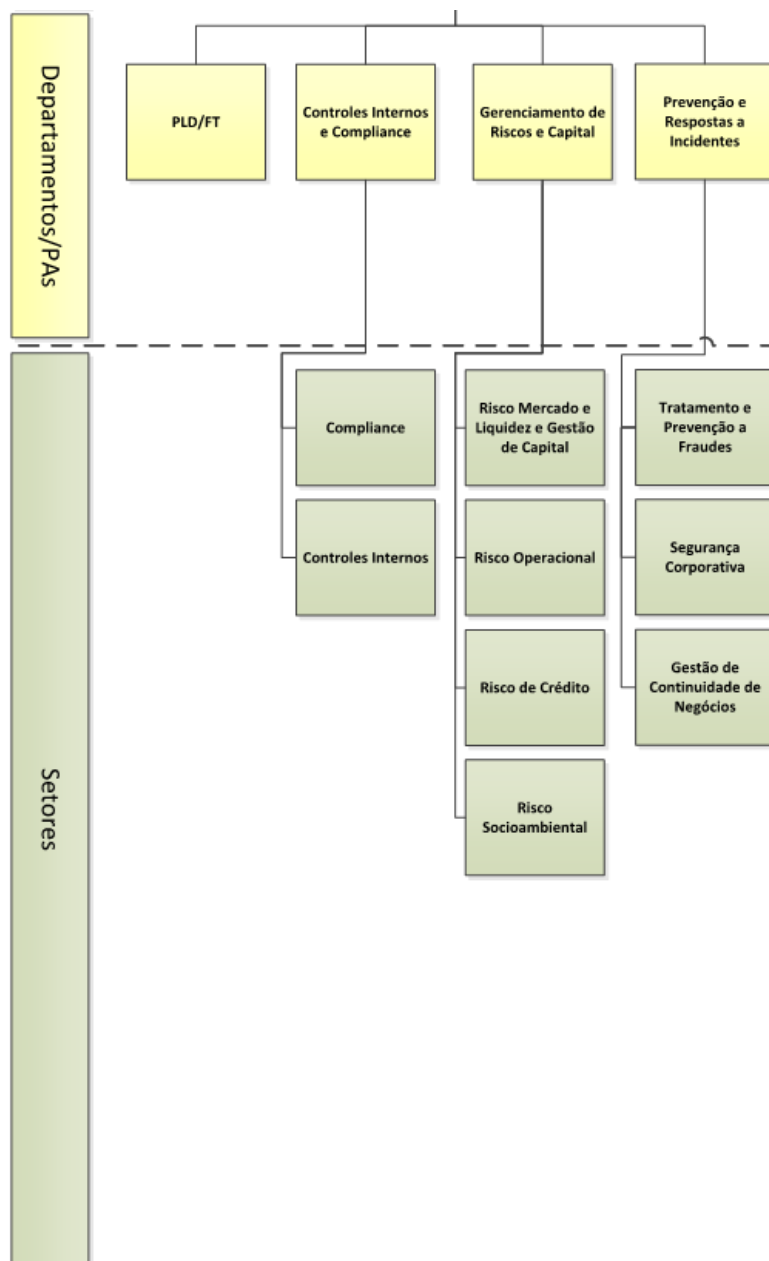 Departamentos/PAs
PLD/FT
Controles Internos
e Compliance
Gerenciamento de
Riscos e Capital
Prevenção e
Respostas a
Incidentes
Setores
Compliance
Controles Internos
Risco Mercado e
Liquidez e Gestão
de Capital
Risco Operacional
Risco de Crédito
Risco
Socioambiental
Tratamento e
Prevenção a
Fraudes
Segurança
Corporativa
Gestão de
Continuidade de
Negócios